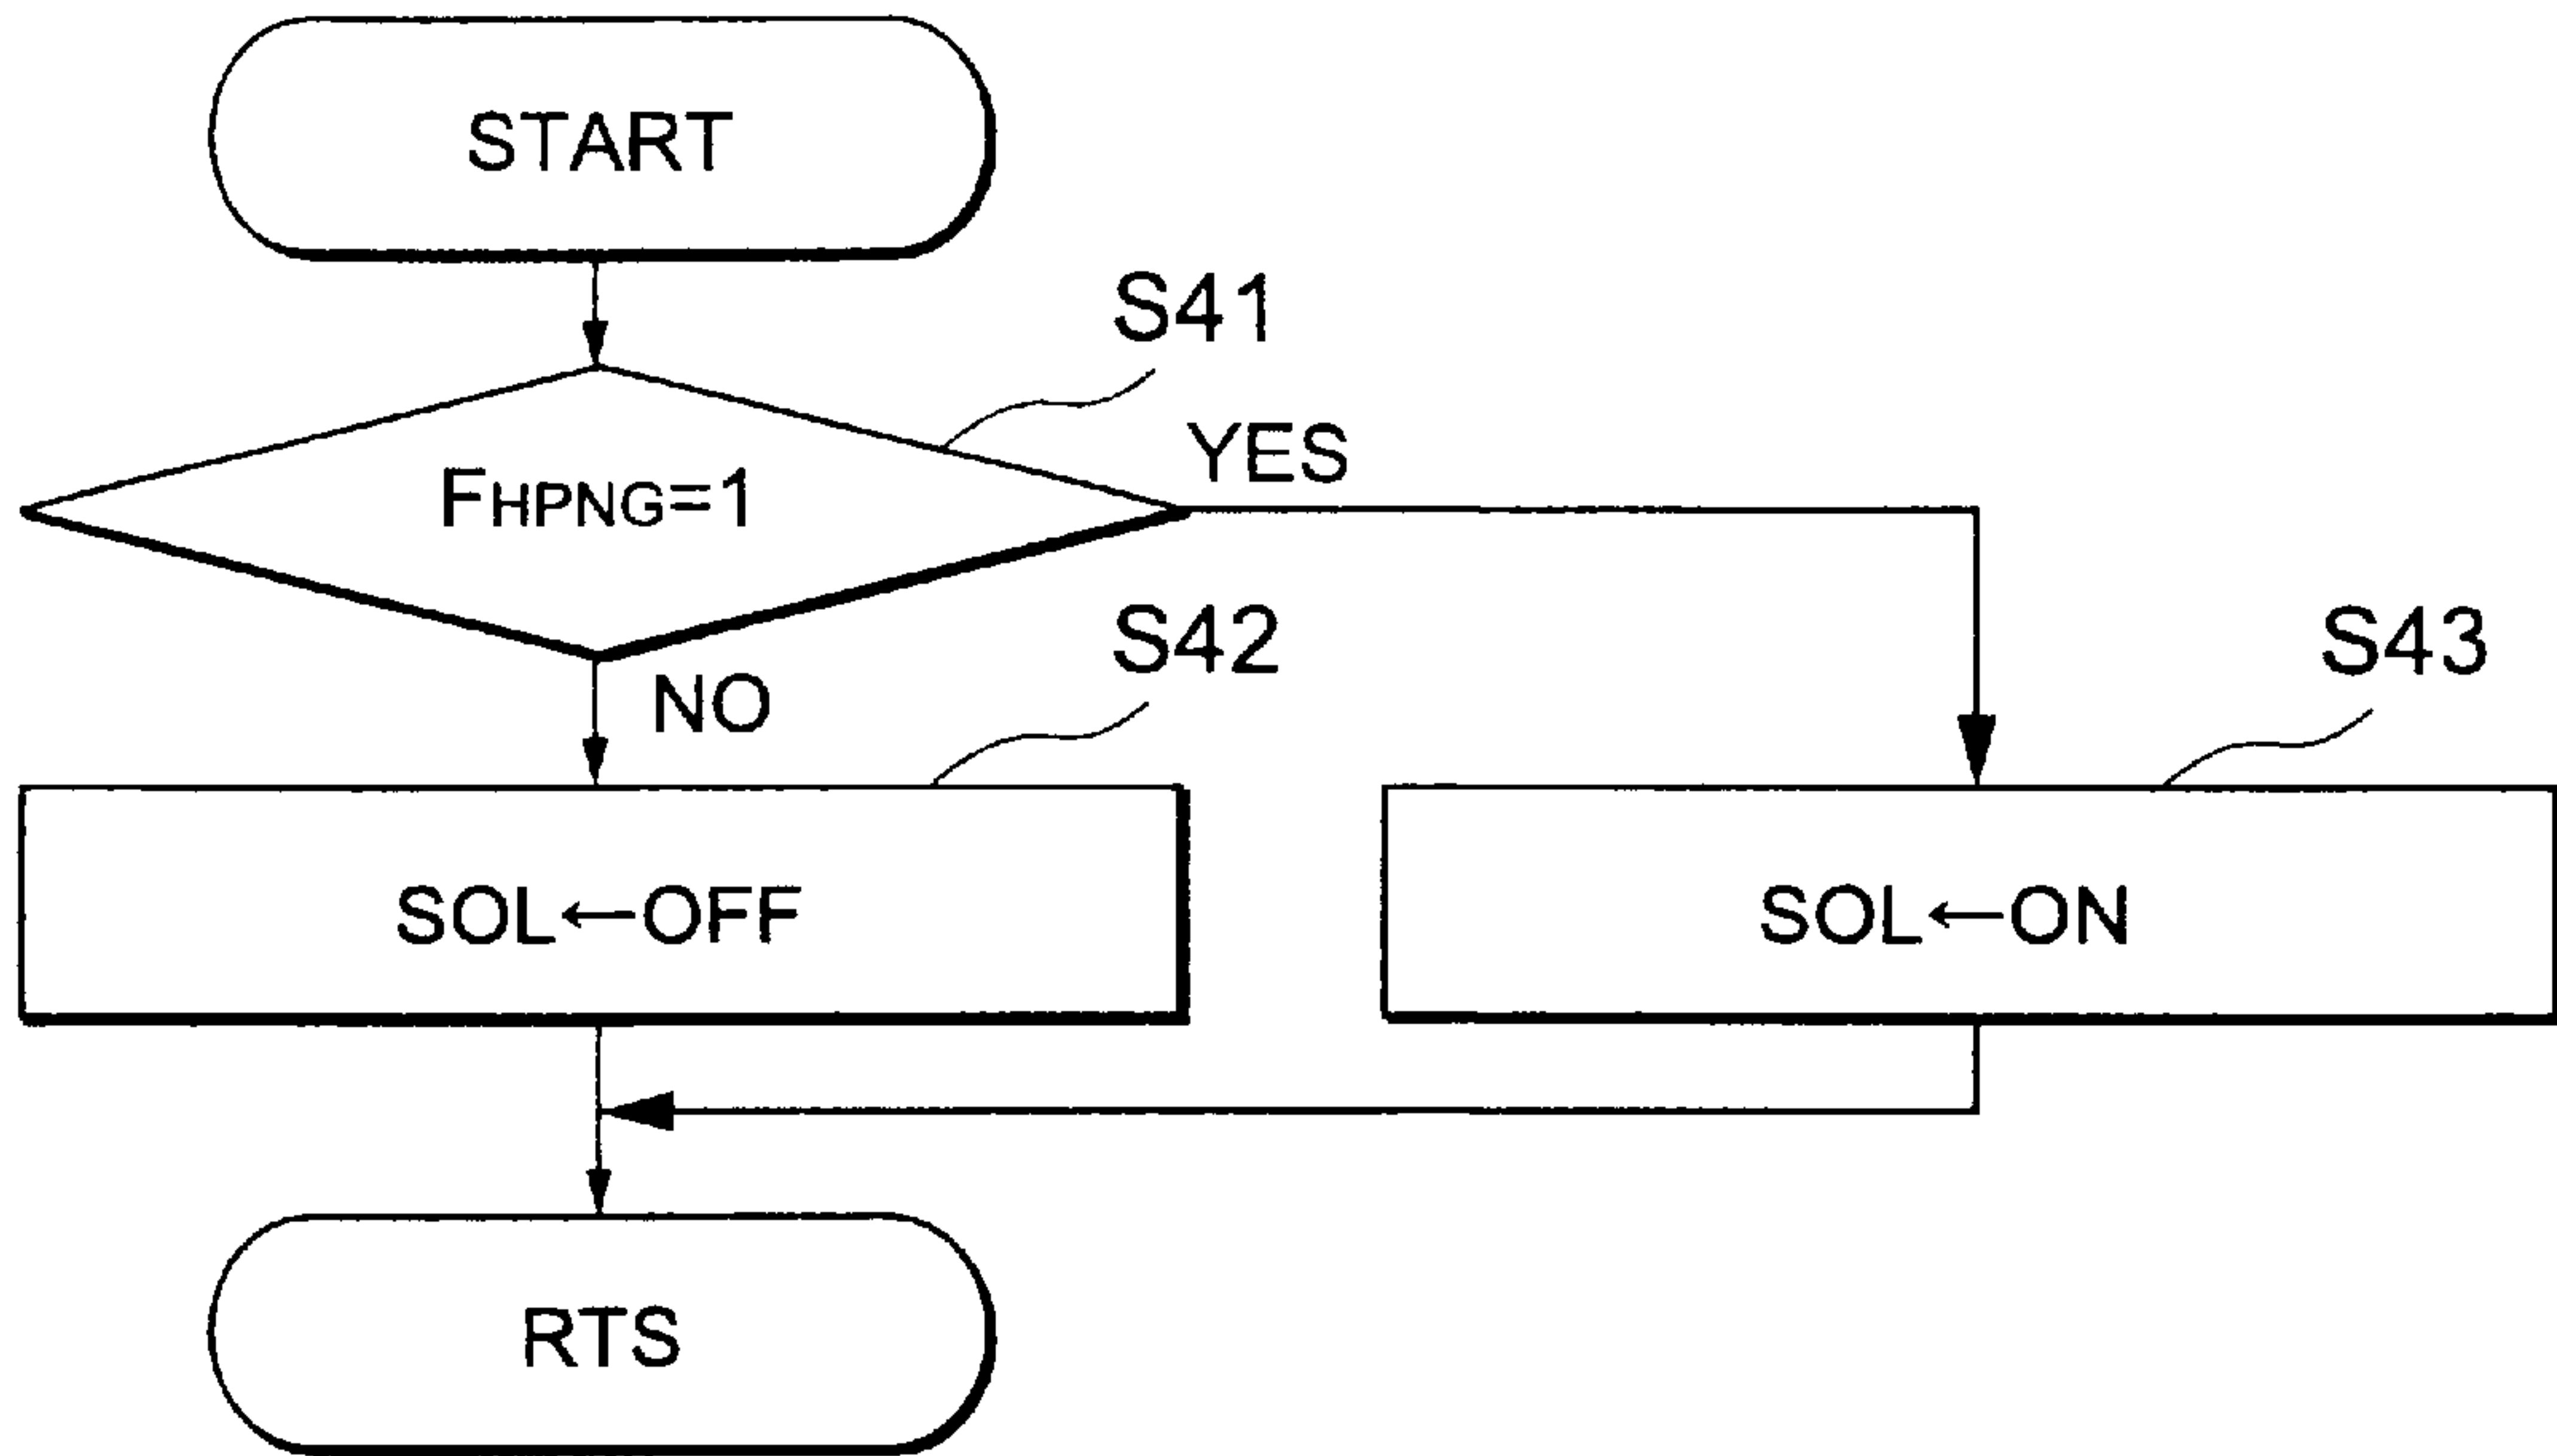 START
S41
YES
FHPNG=1
S42
S43
NO
SOL←OFF
SOL←ON
RTS